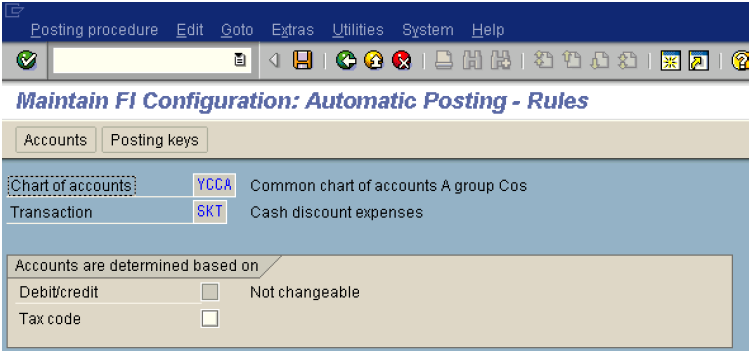 Posting procedure Edit Goto Extras Utilities System Help
Maintain FI Configuration: Automatic Posting - Rules
Accounts Posting keys
Chart of accounts YCCA Common chart of accounts A group Cos
Transaction SKT Cash discount expenses
Accounts are determined based on
Debit/credit Not changeable
Tax code